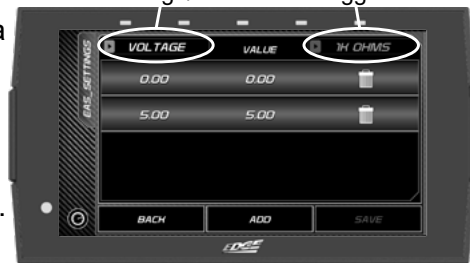 a
VOLTAGE VALUE 1K OHMS
EAS_SETTINGS
0.00 0.00
5.00 5.00
.
BACK ADD SAVE
EDGE